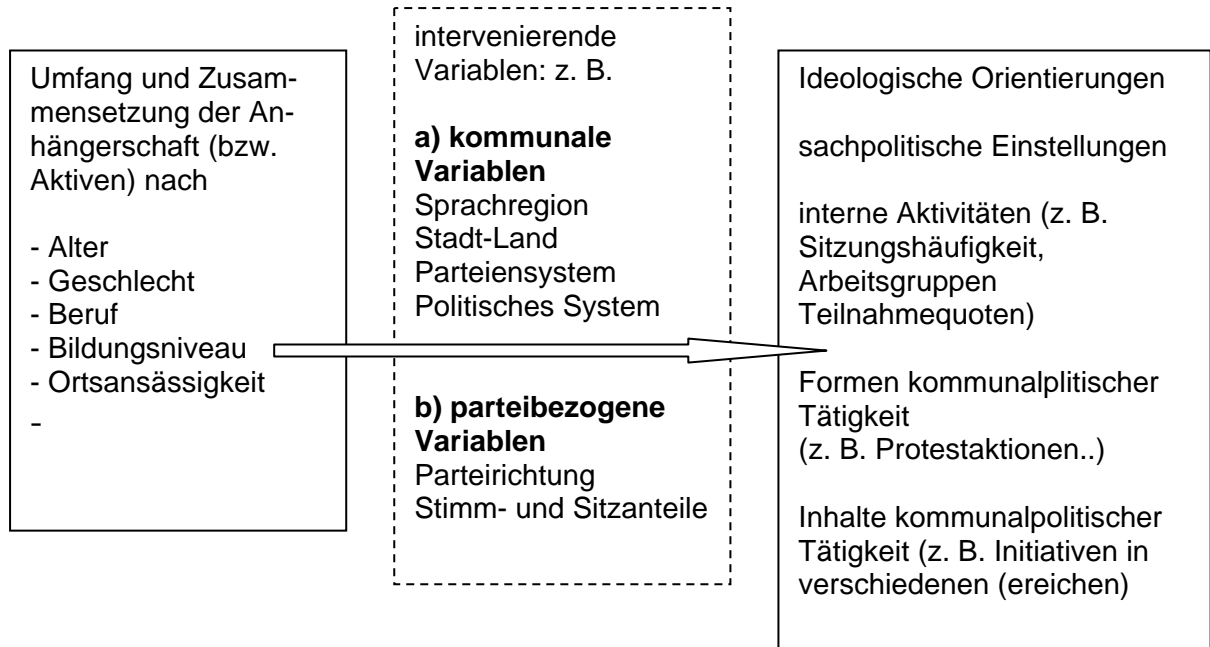 Umfang und Zusam-
mensetzung der An-
hängerschaft (bzw.
Aktiven) nach
- Alter
- Geschlecht
- Beruf
- Bildungsniveau
- Ortsansässigkeit
-
intervenierende
Variablen: z. B.
a) kommunale
Variablen
Sprachregion
Stadt-Land
Parteiensystem
Politisches System
b) parteibezogene
Variablen
Parteirichtung
Stimm- und Sitzanteile
Ideologische Orientierungen
sachpolitische Einstellungen
interne Aktivitäten (z. B.
Sitzungshäufigkeit,
Arbeitsgruppen
Teilnahmequoten)
Formen kommunalplitischer
Tätigkeit
(z. B. Protestaktionen..)
Inhalte kommunalpolitischer
Tätigkeit (z. B. Initiativen in
verschiedenen (ereichen)